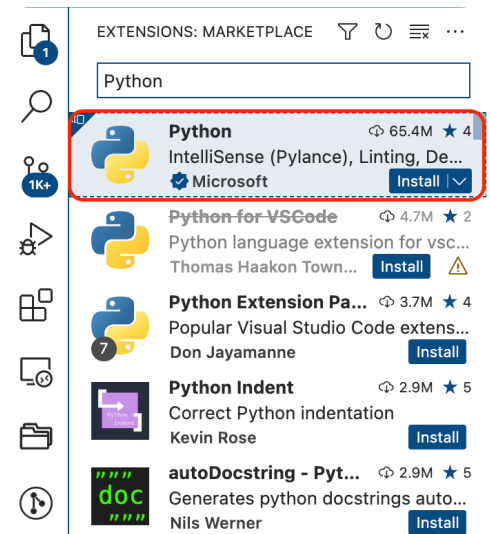 EXTENSIONS: MARKETPLACE
1
Python
Python 65.4M ★ 4
IntelliSense (Pylance), Linting, De...
Microsoft Install
1K+
Python for VSCode 4.7M ★ 2
Python language extension for vsc...
Thomas Haakon Town... Install
Python Extension Pa... 3.7M ★ 4
Popular Visual Studio Code extens...
7
Don Jayamanne Install
Python Indent 2.9M ★ 5
Python
Indent
Correct Python indentation
Kevin Rose Install
autoDocstring - Pyt... 2.9M ★ 5
"""
doc
"""
Generates python docstrings auto...
Nils Werner Install